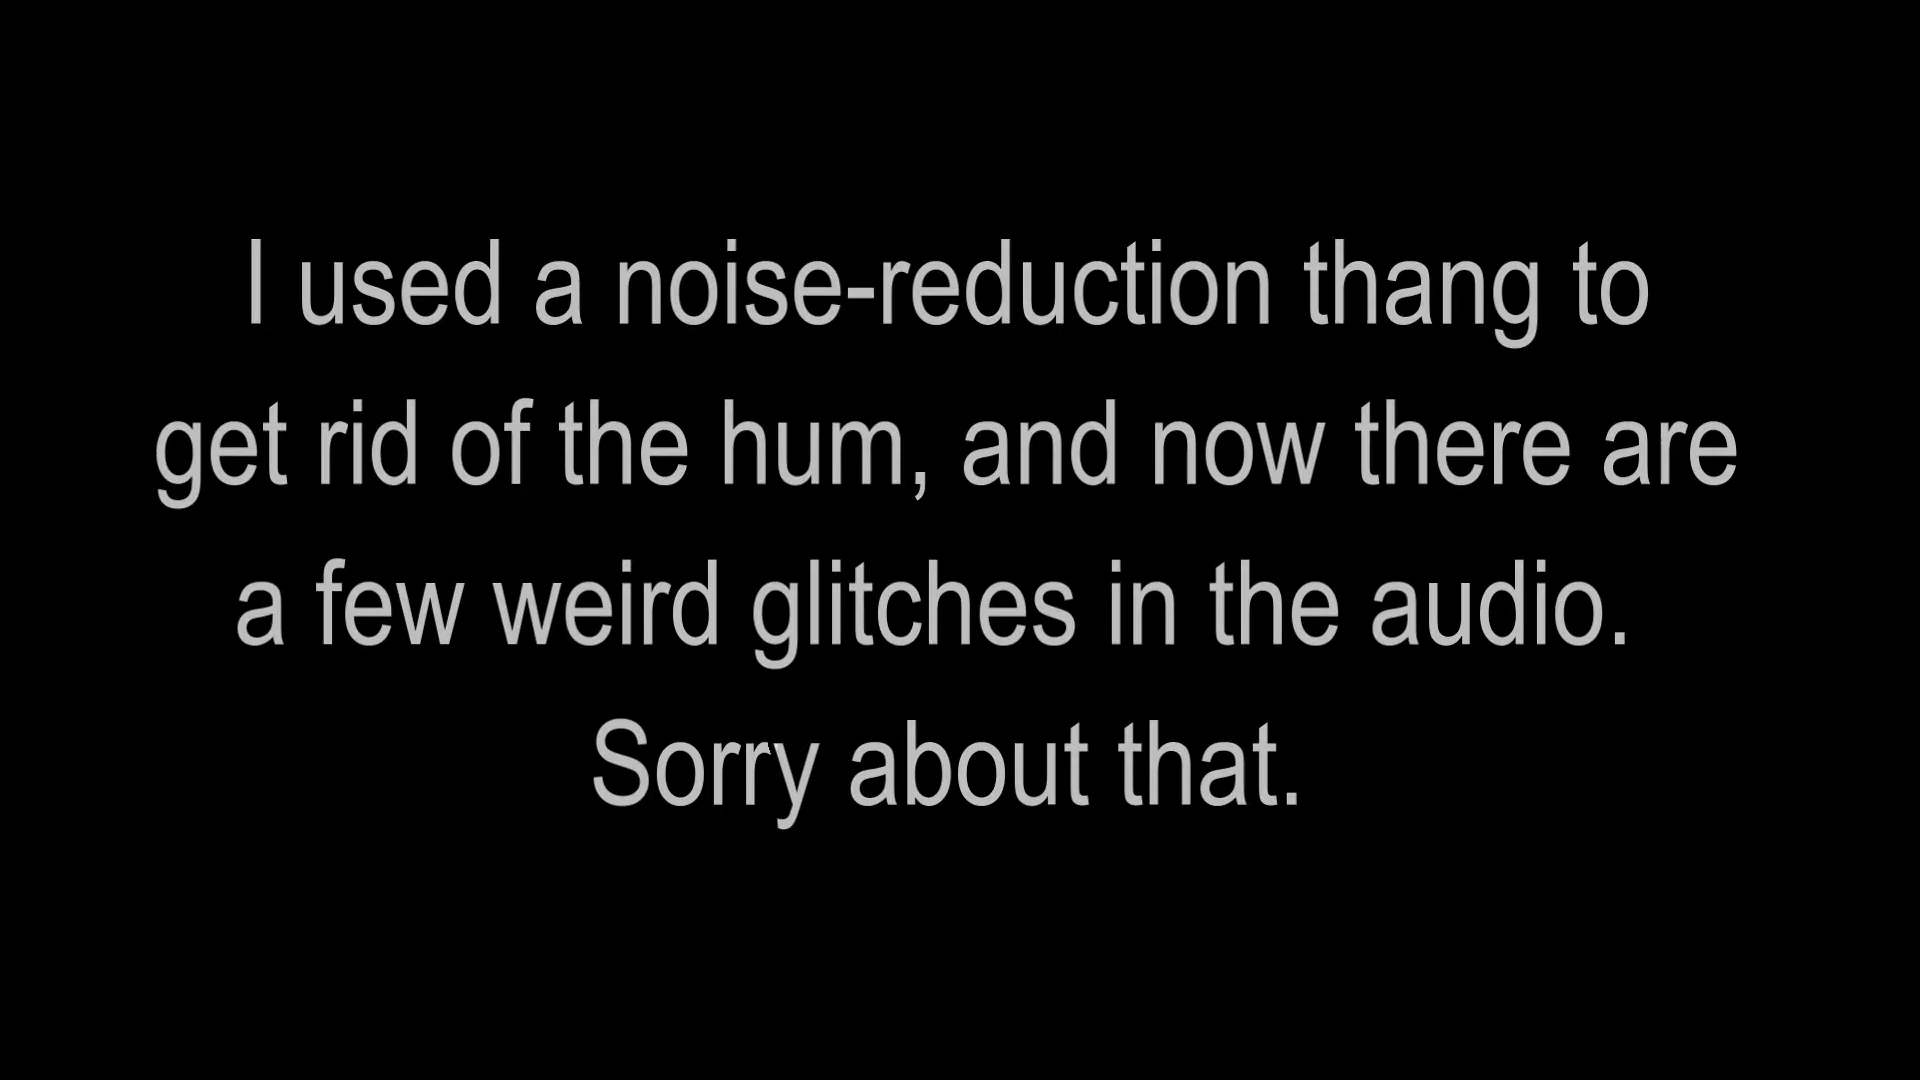 I used a noise-reduction thang to
get rid of the hum, and now there are
a few weird glitches in the audio.
Sorry about that.